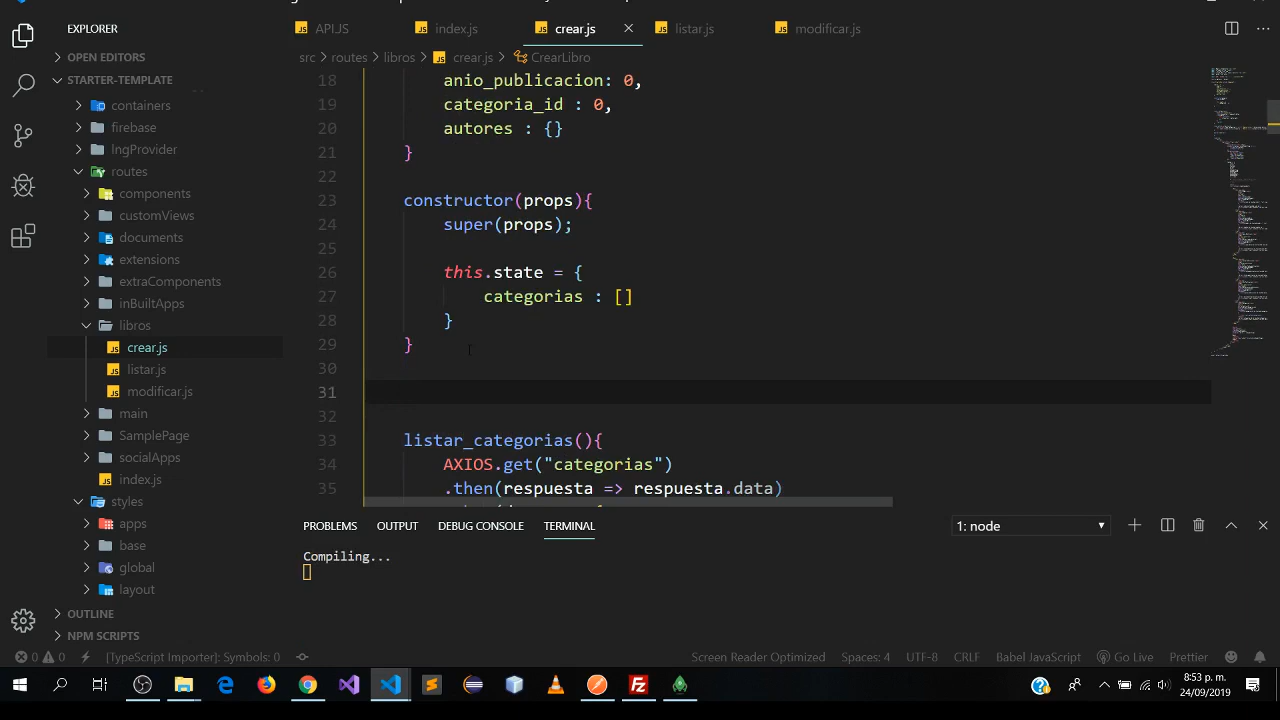 EXPLORER
OPEN EDITORS
STARTER-TEMPLATE
containers
firebase
lngProvider
routes
components
customViews
documents
extensions
extraComponents
inBuiltApps
libros
crear.js
listar.js
modificar.js
main
SamplePage
socialApps
index.js
styles
apps
base
global
layout
OUTLINE
NPM SCRIPTS
APIJS
index.js
crear.js
listar.js
modificar.js
src > routes > libros > crear.js > CrearLibro
18 anio_publicacion: 0,
19 categoria_id : 0,
20 autores : {}
21 }
22
23 constructor(props){
24 super(props);
25
26 this.state = {
27 categorias : []
28 }
29 }
30
31
32
33 listar_categorias(){
34 AXIOS.get("categorias")
35 .then(respuesta => respuesta.data)
PROBLEMS OUTPUT DEBUG CONSOLE TERMINAL 1: node
Compiling...
0 0 [TypeScript Importer]: Symbols: 0 Screen Reader Optimized Spaces: 4 UTF-8 CRLF Babel JavaScript Go Live Prettier
8:53 p. m.
24/09/2019